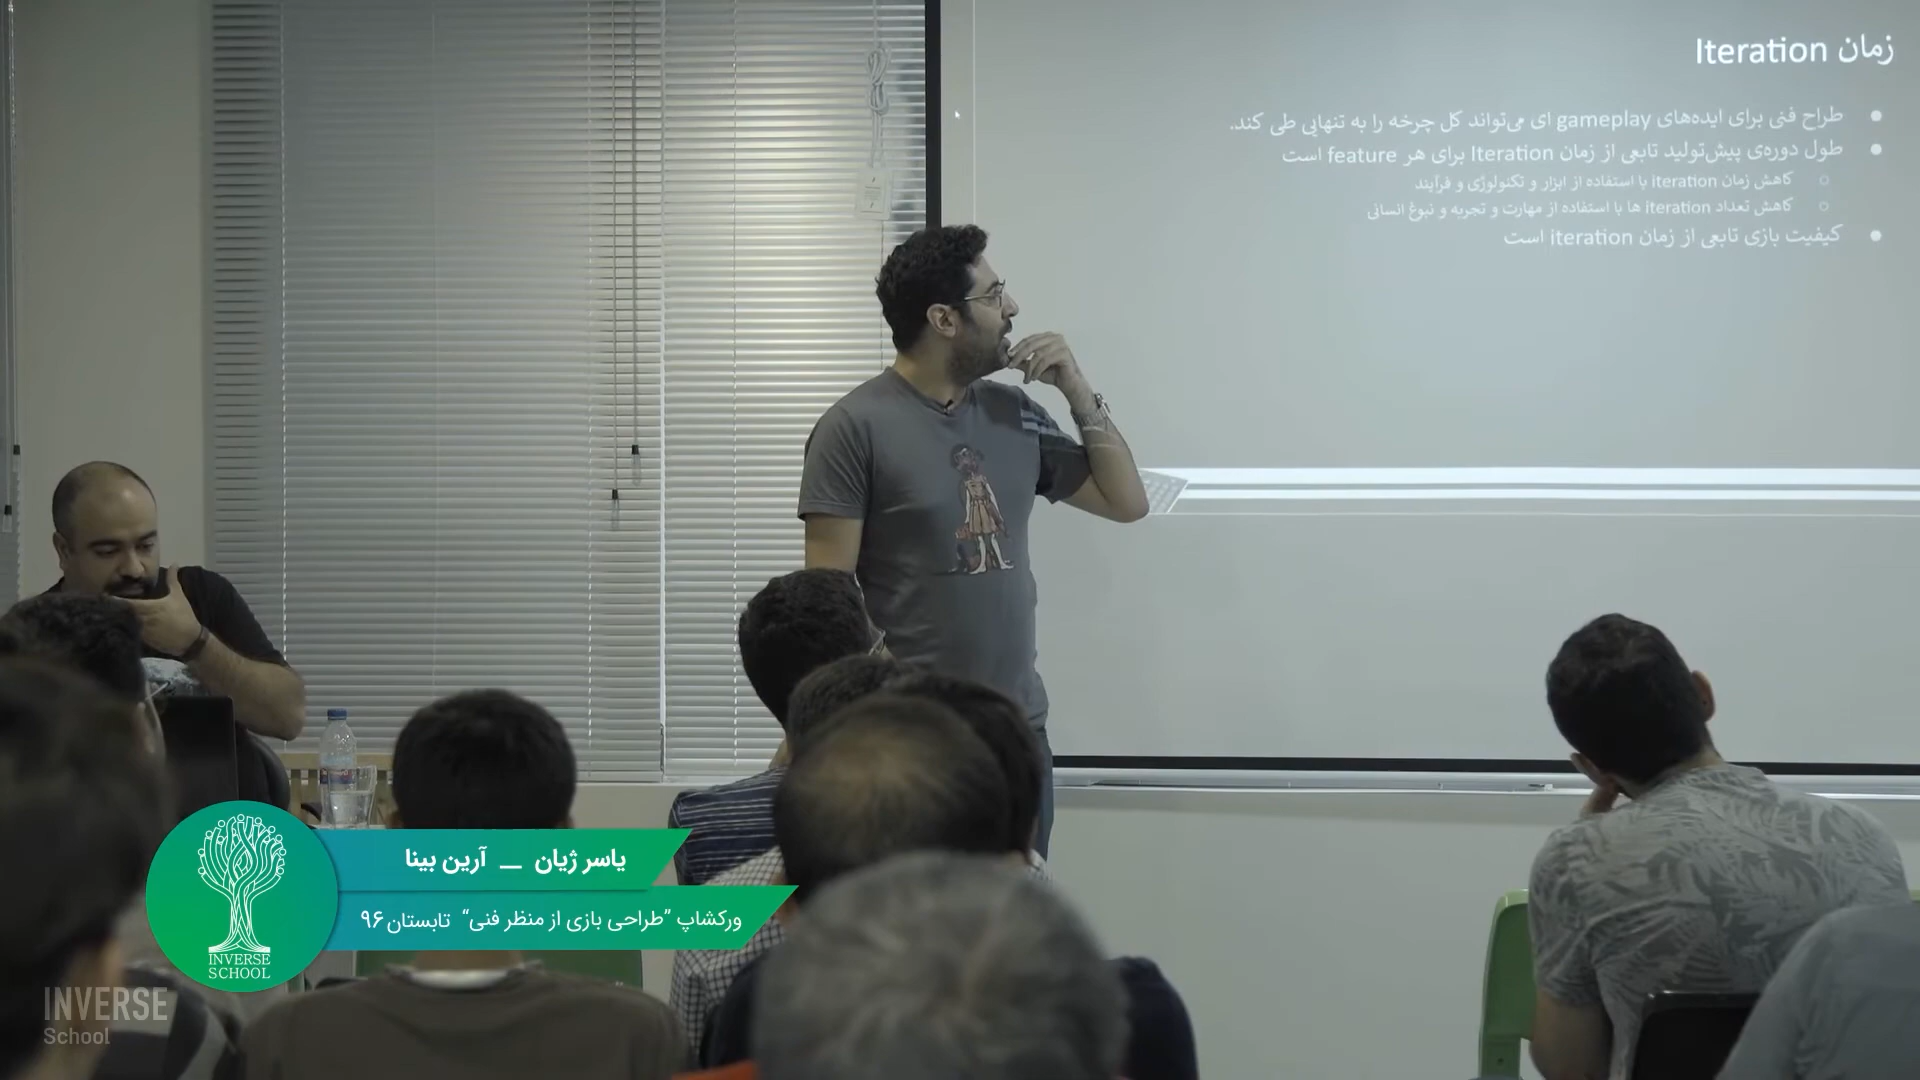 زمان Iteration
طراح فنی برای ایده‌های gameplay ای می‌تواند کل چرخه را به تنهایی طی کند.
طول دوره‌ی پیش‌تولید تابعی از زمان Iteration برای هر feature است
کاهش زمان iteration با استفاده از ابزار و تکنولوژی و فرآیند
کاهش تعداد iteration ها با استفاده از مهارت و تجربه و نبوغ انسانی
کیفیت بازی تابعی از زمان iteration است
یاسر ژیان __ آرین بینا
ورکشاپ "طراحی بازی از منظر فنی" تابستان ۹۶
INVERSE
SCHOOL
INVERSE
School